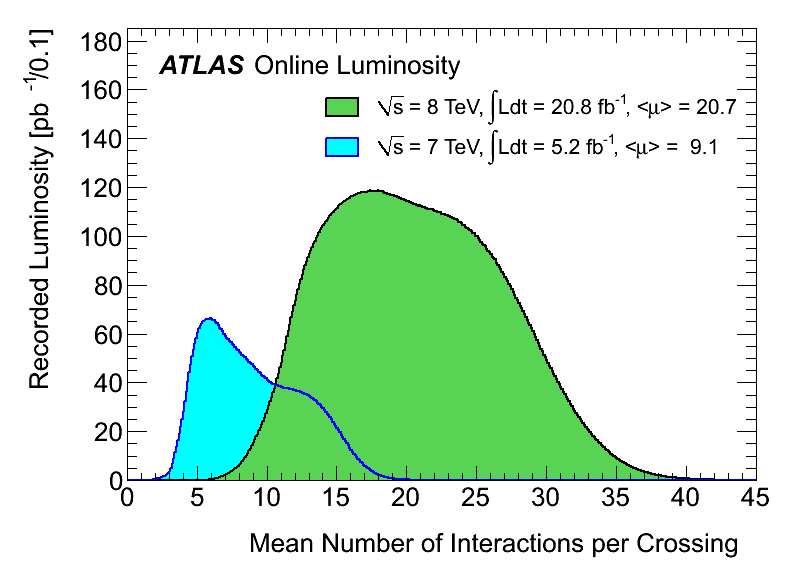 ATLAS Online Luminosity
√s = 8 TeV, ∫Ldt = 20.8 fb⁻¹, <μ> = 20.7
√s = 7 TeV, ∫Ldt = 5.2 fb⁻¹, <μ> = 9.1
Recorded Luminosity [pb ⁻¹/0.1]
180
160
140
120
100
80
60
40
20
0
0 5 10 15 20 25 30 35 40 45
Mean Number of Interactions per Crossing